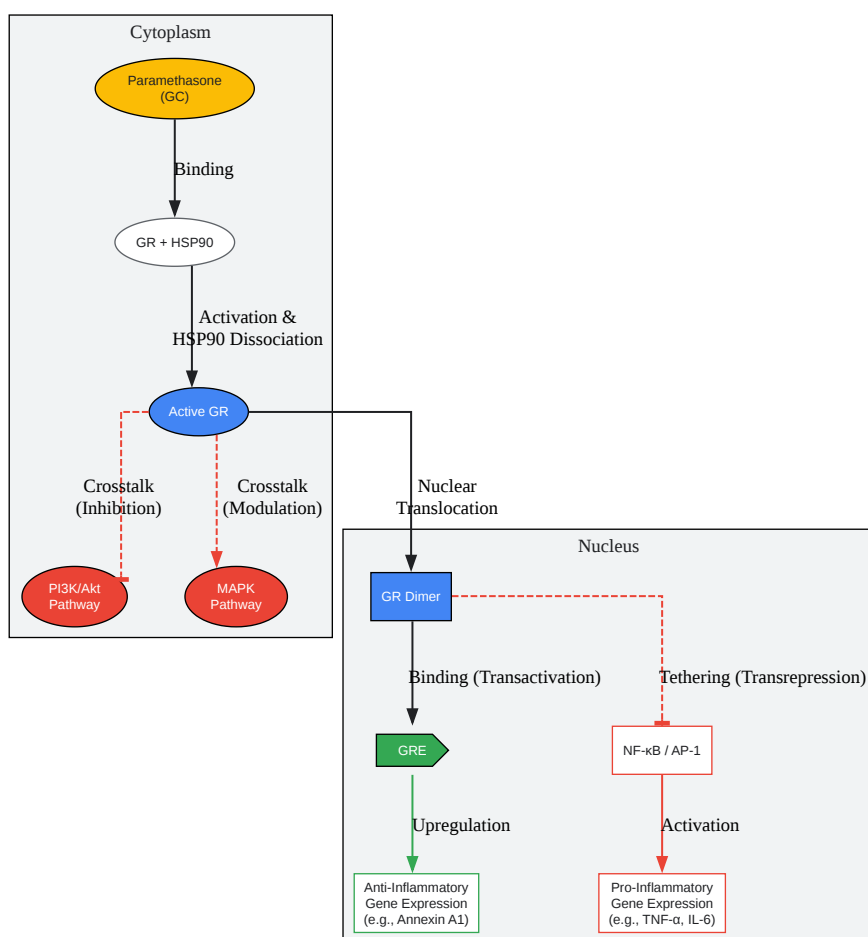 Cytoplasm
Paramethasone
(GC)
Binding
GR + HSP90
Activation &
HSP90 Dissociation
Active GR
Crosstalk
(Inhibition)
Crosstalk
(Modulation)
Nuclear
Translocation
PI3K/Akt
Pathway
MAPK
Pathway
Nucleus
GR Dimer
Binding (Transactivation)
Tethering (Transrepression)
GRE
NF-κB / AP-1
Upregulation
Activation
Anti-Inflammatory
Gene Expression
(e.g., Annexin A1)
Pro-Inflammatory
Gene Expression
(e.g., TNF-α, IL-6)